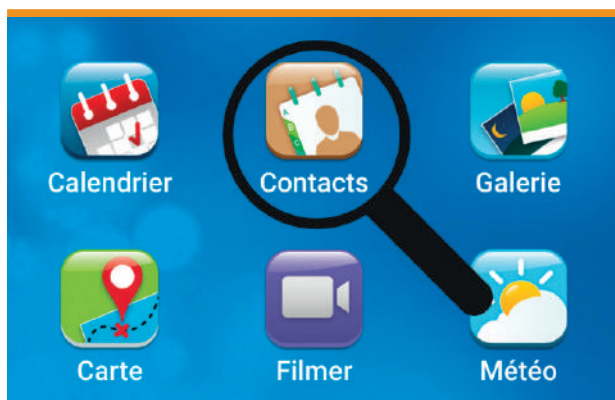 Calendrier
Contacts
Galerie
A
B
C
Carte
Filmer
Météo